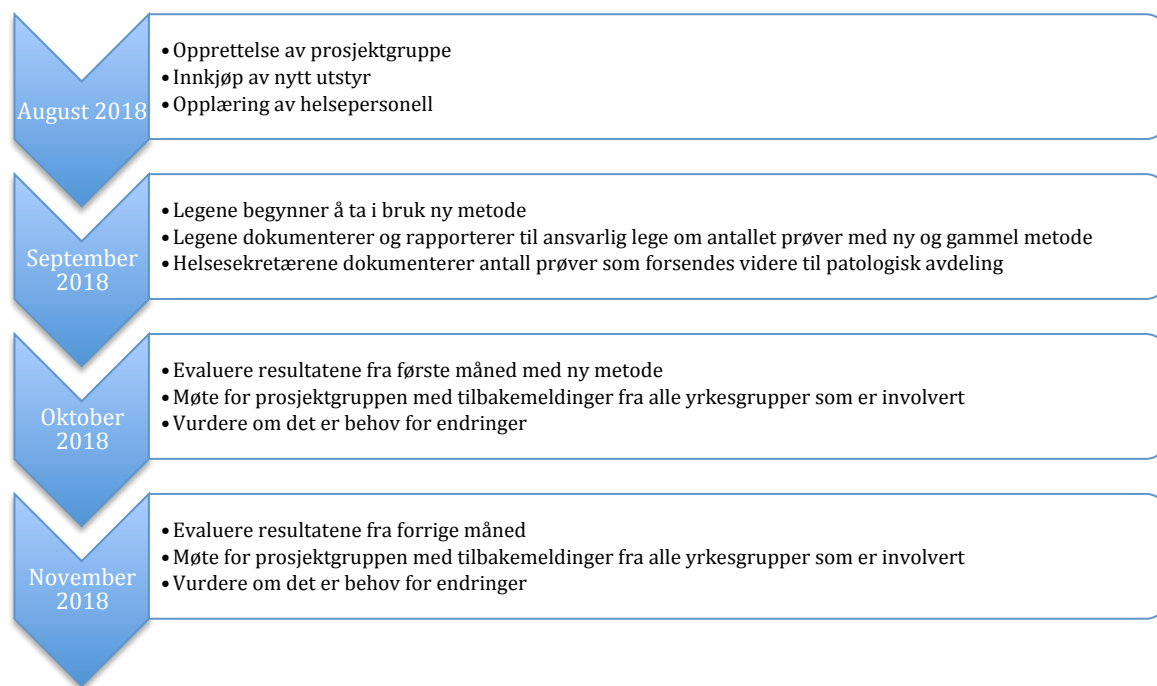 August 2018
• Opprettelse av prosjektgruppe
• Innkjøp av nytt utstyr
• Opplæring av helsepersonell
September
2018
• Legene begynner å ta i bruk ny metode
• Legene dokumenterer og rapporterer til ansvarlig lege om antallet prøver med ny og gammel metode
• Helsesekretærene dokumenterer antall prøver som forsendes videre til patologisk avdeling
Oktober
2018
• Evaluere resultatene fra første måned med ny metode
• Møte for prosjektgruppen med tilbakemeldinger fra alle yrkesgrupper som er involvert
• Vurdere om det er behov for endringer
November
2018
• Evaluere resultatene fra forrige måned
• Møte for prosjektgruppen med tilbakemeldinger fra alle yrkesgrupper som er involvert
• Vurdere om det er behov for endringer